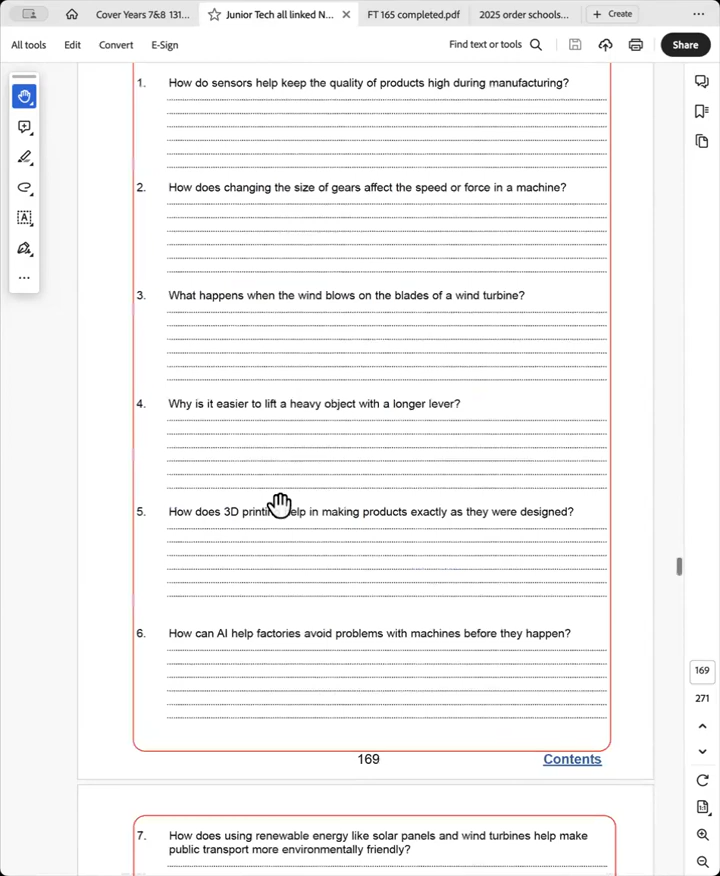 Cover Years 7&8 131...
Junior Tech all linked N...
FT 165 completed.pdf
2025 order schools...
+ Create
All tools
Edit
Convert
E-Sign
Find text or tools
Share
1. How do sensors help keep the quality of products high during manufacturing?
2. How does changing the size of gears affect the speed or force in a machine?
3. What happens when the wind blows on the blades of a wind turbine?
4. Why is it easier to lift a heavy object with a longer lever?
5. How does 3D printing help in making products exactly as they were designed?
6. How can AI help factories avoid problems with machines before they happen?
169
271
169
Contents
7. How does using renewable energy like solar panels and wind turbines help make
public transport more environmentally friendly?